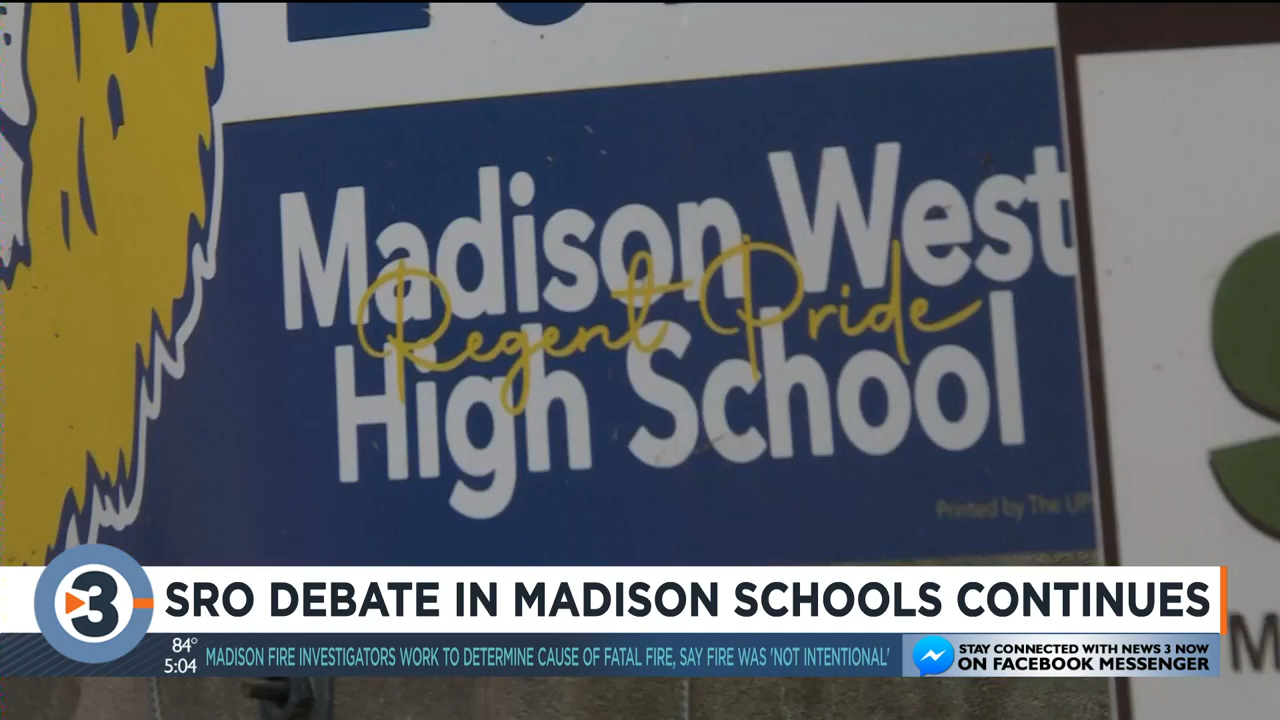 Madison West
Regent Pride
High School
Printed by The UP
3
SRO DEBATE IN MADISON SCHOOLS CONTINUES
84°
5:04
MADISON FIRE INVESTIGATORS WORK TO DETERMINE CAUSE OF FATAL FIRE, SAY FIRE WAS 'NOT INTENTIONAL'
STAY CONNECTED WITH NEWS 3 NOW
ON FACEBOOK MESSENGER
M